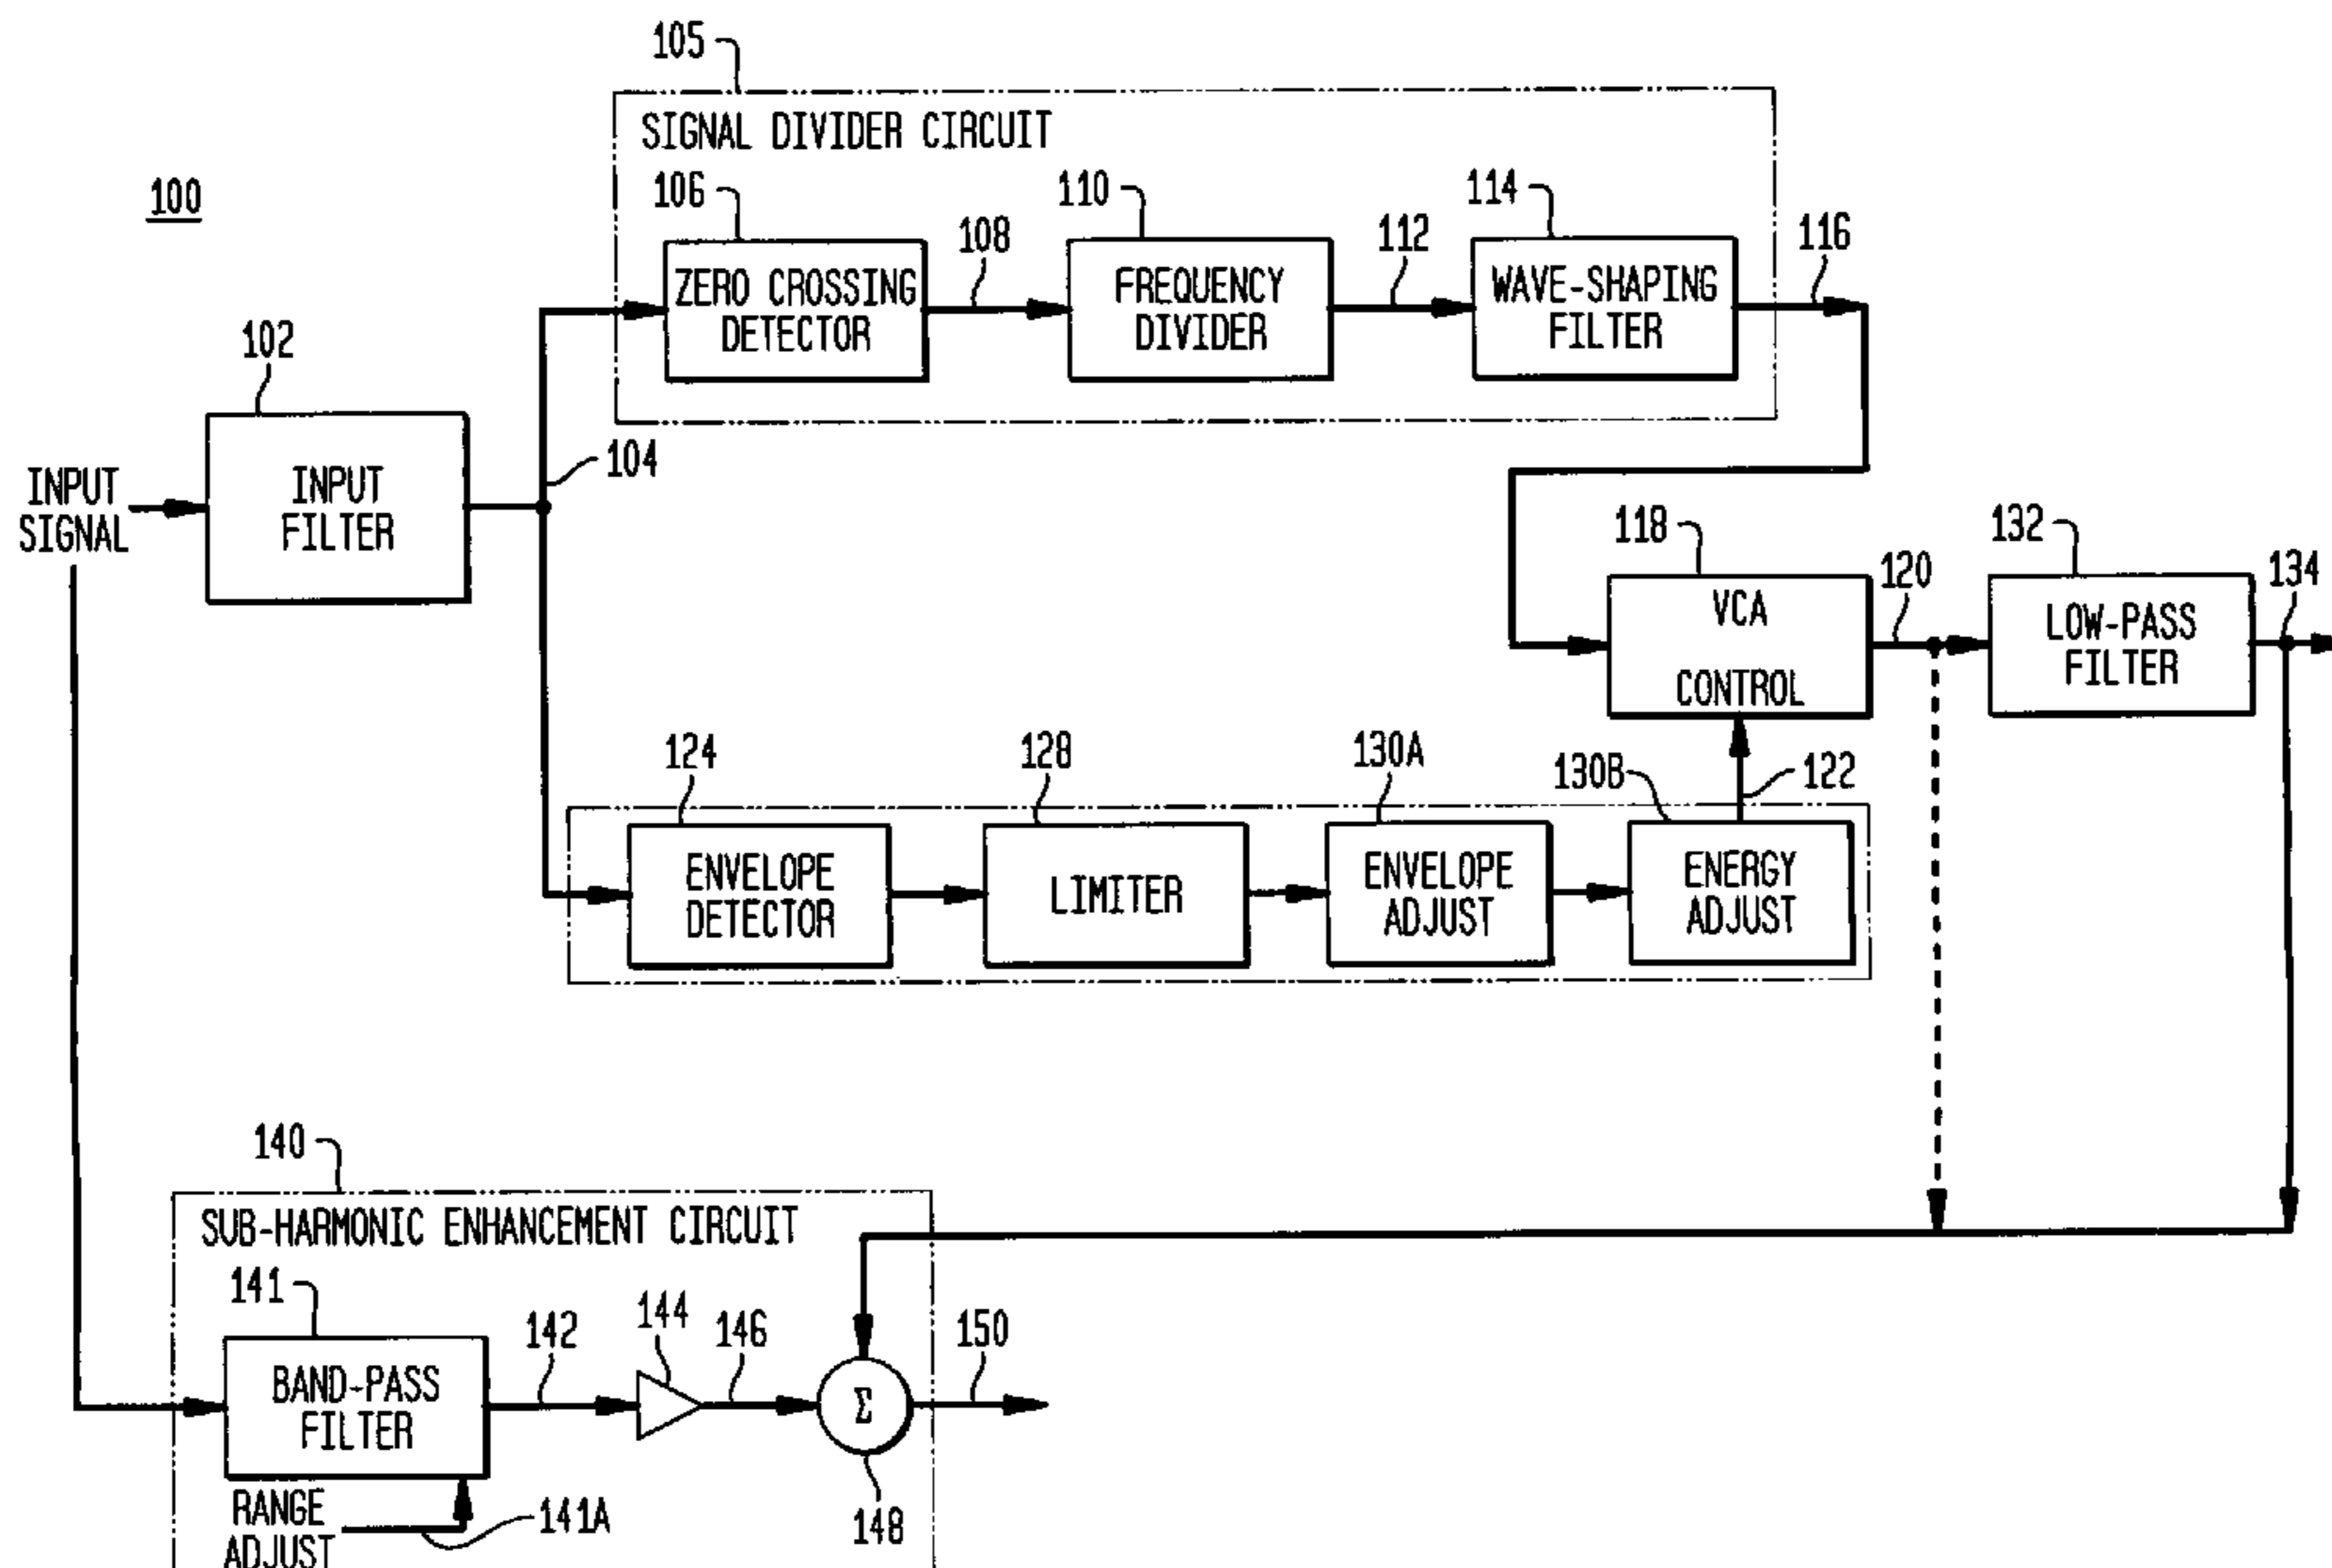 105
SIGNAL DIVIDER CIRCUIT
100
106
110
114
108
112
116
ZERO CROSSING
DETECTOR
FREQUENCY
DIVIDER
WAVE-SHAPING
FILTER
102
104
INPUT
SIGNAL
INPUT
FILTER
118
132
120
134
VCA
CONTROL
LOW-PASS
FILTER
124
128
130A
130B
122
ENVELOPE
DETECTOR
LIMITER
ENVELOPE
ADJUST
ENERGY
ADJUST
140
SUB-HARMONIC ENHANCEMENT CIRCUIT
141
142
144
146
150
BAND-PASS
FILTER
Σ
RANGE
ADJUST
141A
148